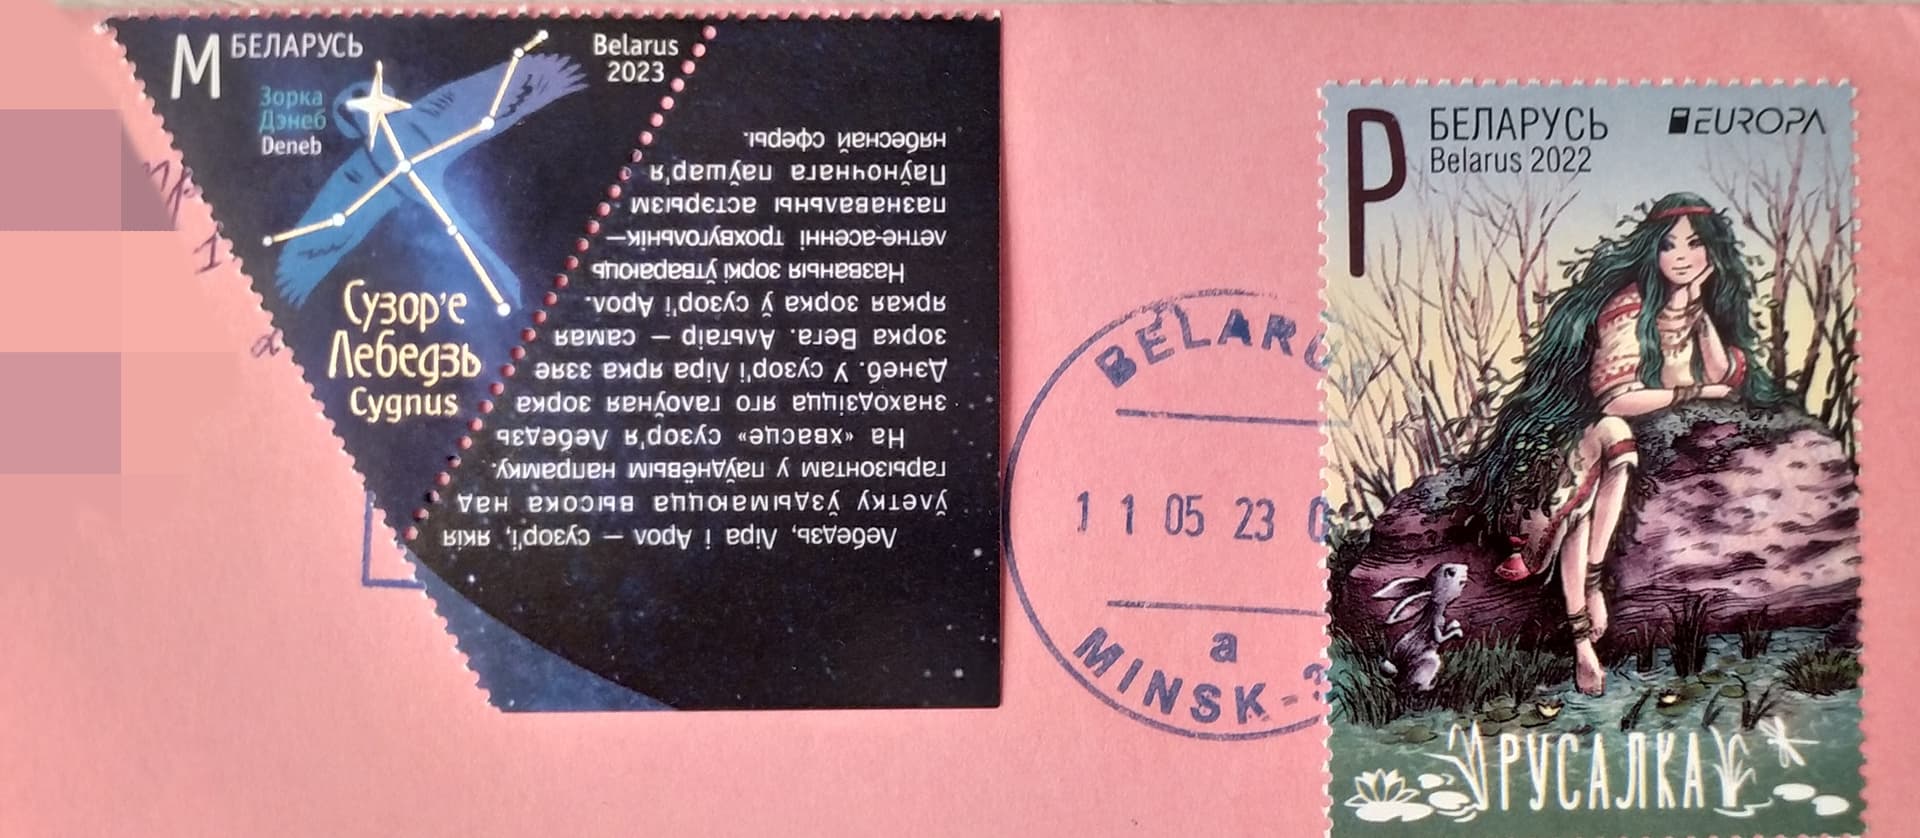 М БЕЛАРУСЬ
Belarus
2023
Зорка
Дэнеб
Deneb
Сузор'е
Лебедзь
Cygnus
Лебедзь, Ліра і Арол — сузор'і, якія
ўлетку ўздымаюцца высока над
гарызонтам у паўднёвым напрамку.
На «хвасце» сузор'я Лебедзь
знаходзіцца яго галоўная зорка
Дэнеб. У сузор'і Ліра ярка ззяе
зорка Вега. Альтаір — самая
яркая зорка ў сузор'і Арол.
Названыя зоркі ўтвараюць
летне-асенні трохвугольнік—
пазнавальны астэрызм
Паўночнага паўшар'я
нябеснай сферы.
BELARU
11 05 23
а
MINSK-
P БЕЛАРУСЬ
Belarus 2022
EUROPA
РУСАЛКА